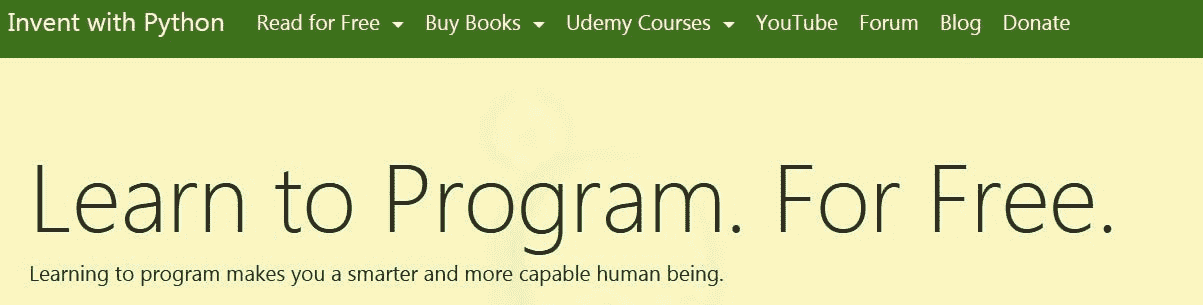 Invent with Python Read for Free Buy Books Udemy Courses YouTube Forum Blog Donate
Learn to Program. For Free.
Learning to program makes you a smarter and more capable human being.